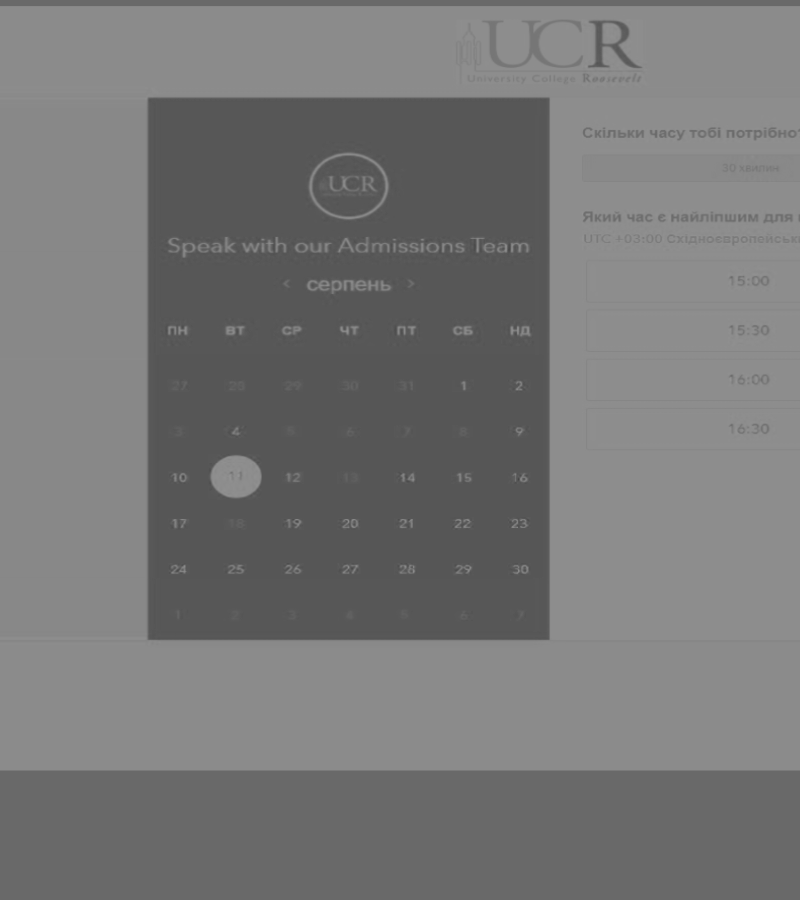 UCR
University College Roosevelt
UCR
Speak with our Admissions Team
‹ серпень ›
ПН ВТ СР ЧТ ПТ СБ НД
27 28 29 30 31 1 2
3 4 5 6 7 8 9
10 11 12 13 14 15 16
17 18 19 20 21 22 23
24 25 26 27 28 29 30
1 2 3 4 5 6 7
Скільки часу тобі потрібно
30 хвилин
Який час є найліпшим для
UTC +03:00 Східноєвропейськ
15:00
15:30
16:00
16:30